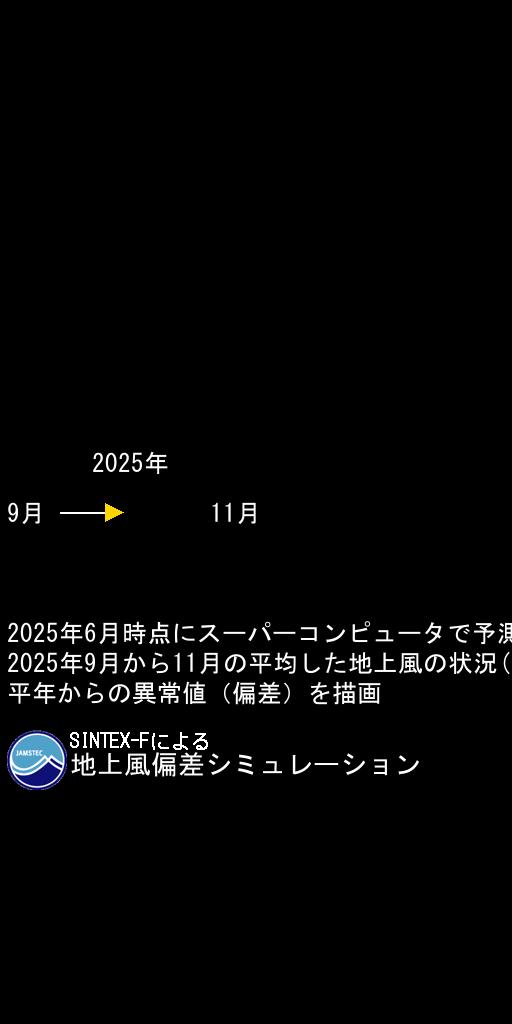 2025年
9月 11月
2025年6月時点にスーパーコンピュータで予測
2025年9月から11月の平均した地上風の状況(
平年からの異常値（偏差）を描画
SINTEX-Fによる
JAMSTEC
地上風偏差シミュレーション